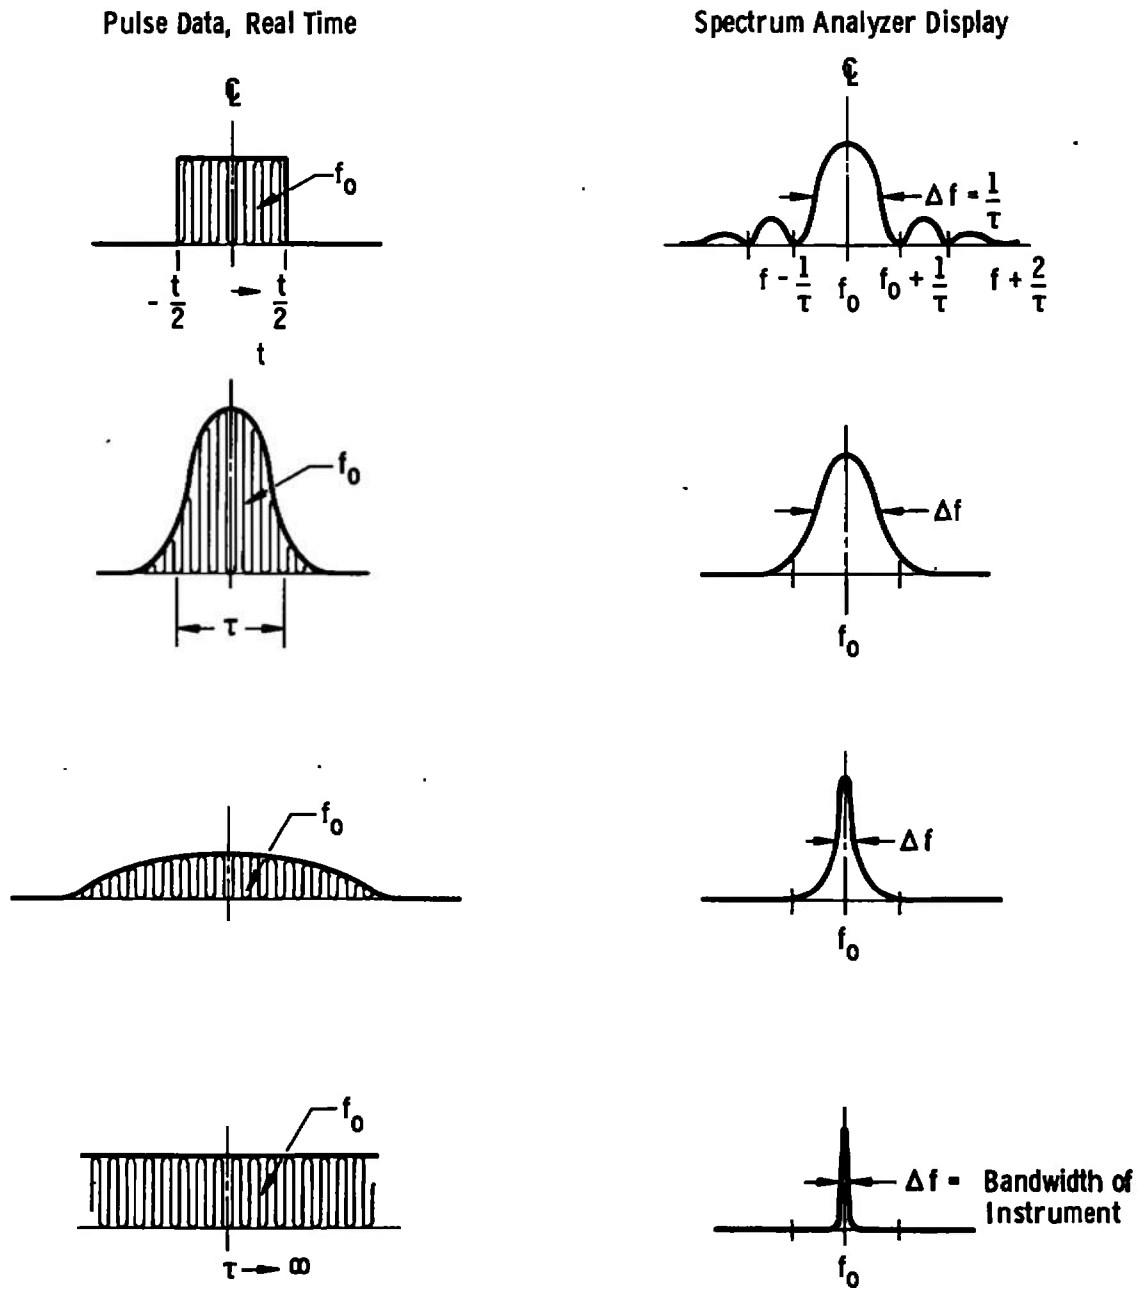 Pulse Data, Real Time
Spectrum Analyzer Display
℄
℄
f₀
Δf = 1/τ
-t/2
t/2
t
f - 1/τ
f₀
f₀ + 1/τ
f + 2/τ
f₀
τ
Δf
f₀
f₀
Δf
f₀
f₀
τ → ∞
Δf = Bandwidth of
Instrument
f₀